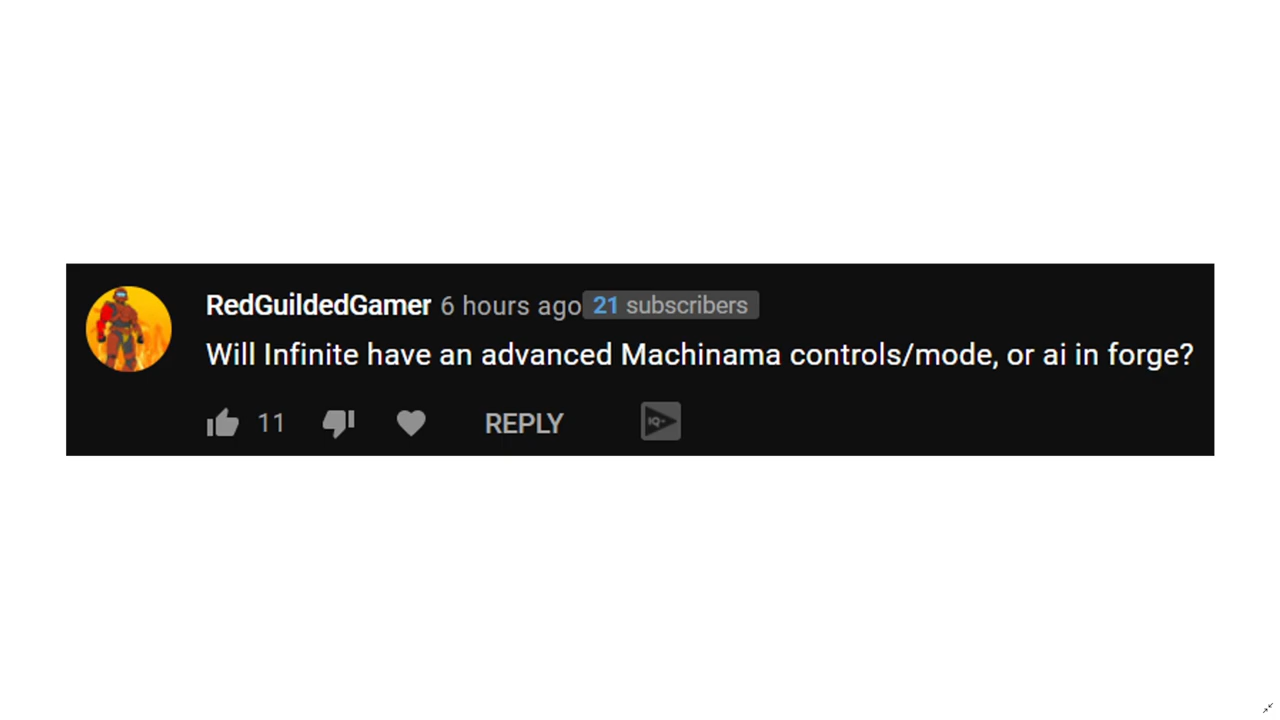 RedGuildedGamer 6 hours ago 21 subscribers
Will Infinite have an advanced Machinama controls/mode, or ai in forge?
11 REPLY IQ